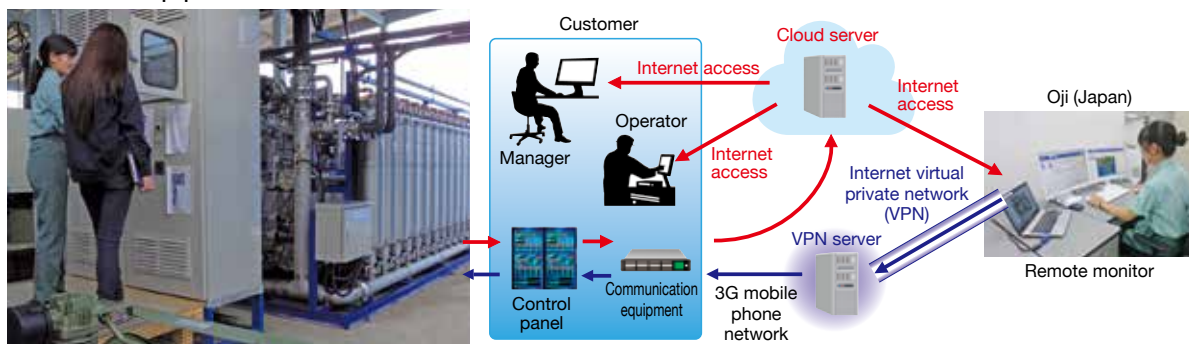 Customer
Cloud server
Internet access
Internet
access
Oji (Japan)
Manager
Operator
Internet
access
Internet virtual
private network
(VPN)
VPN server
Remote monitor
Control
panel
Communication
equipment
3G mobile
phone
network